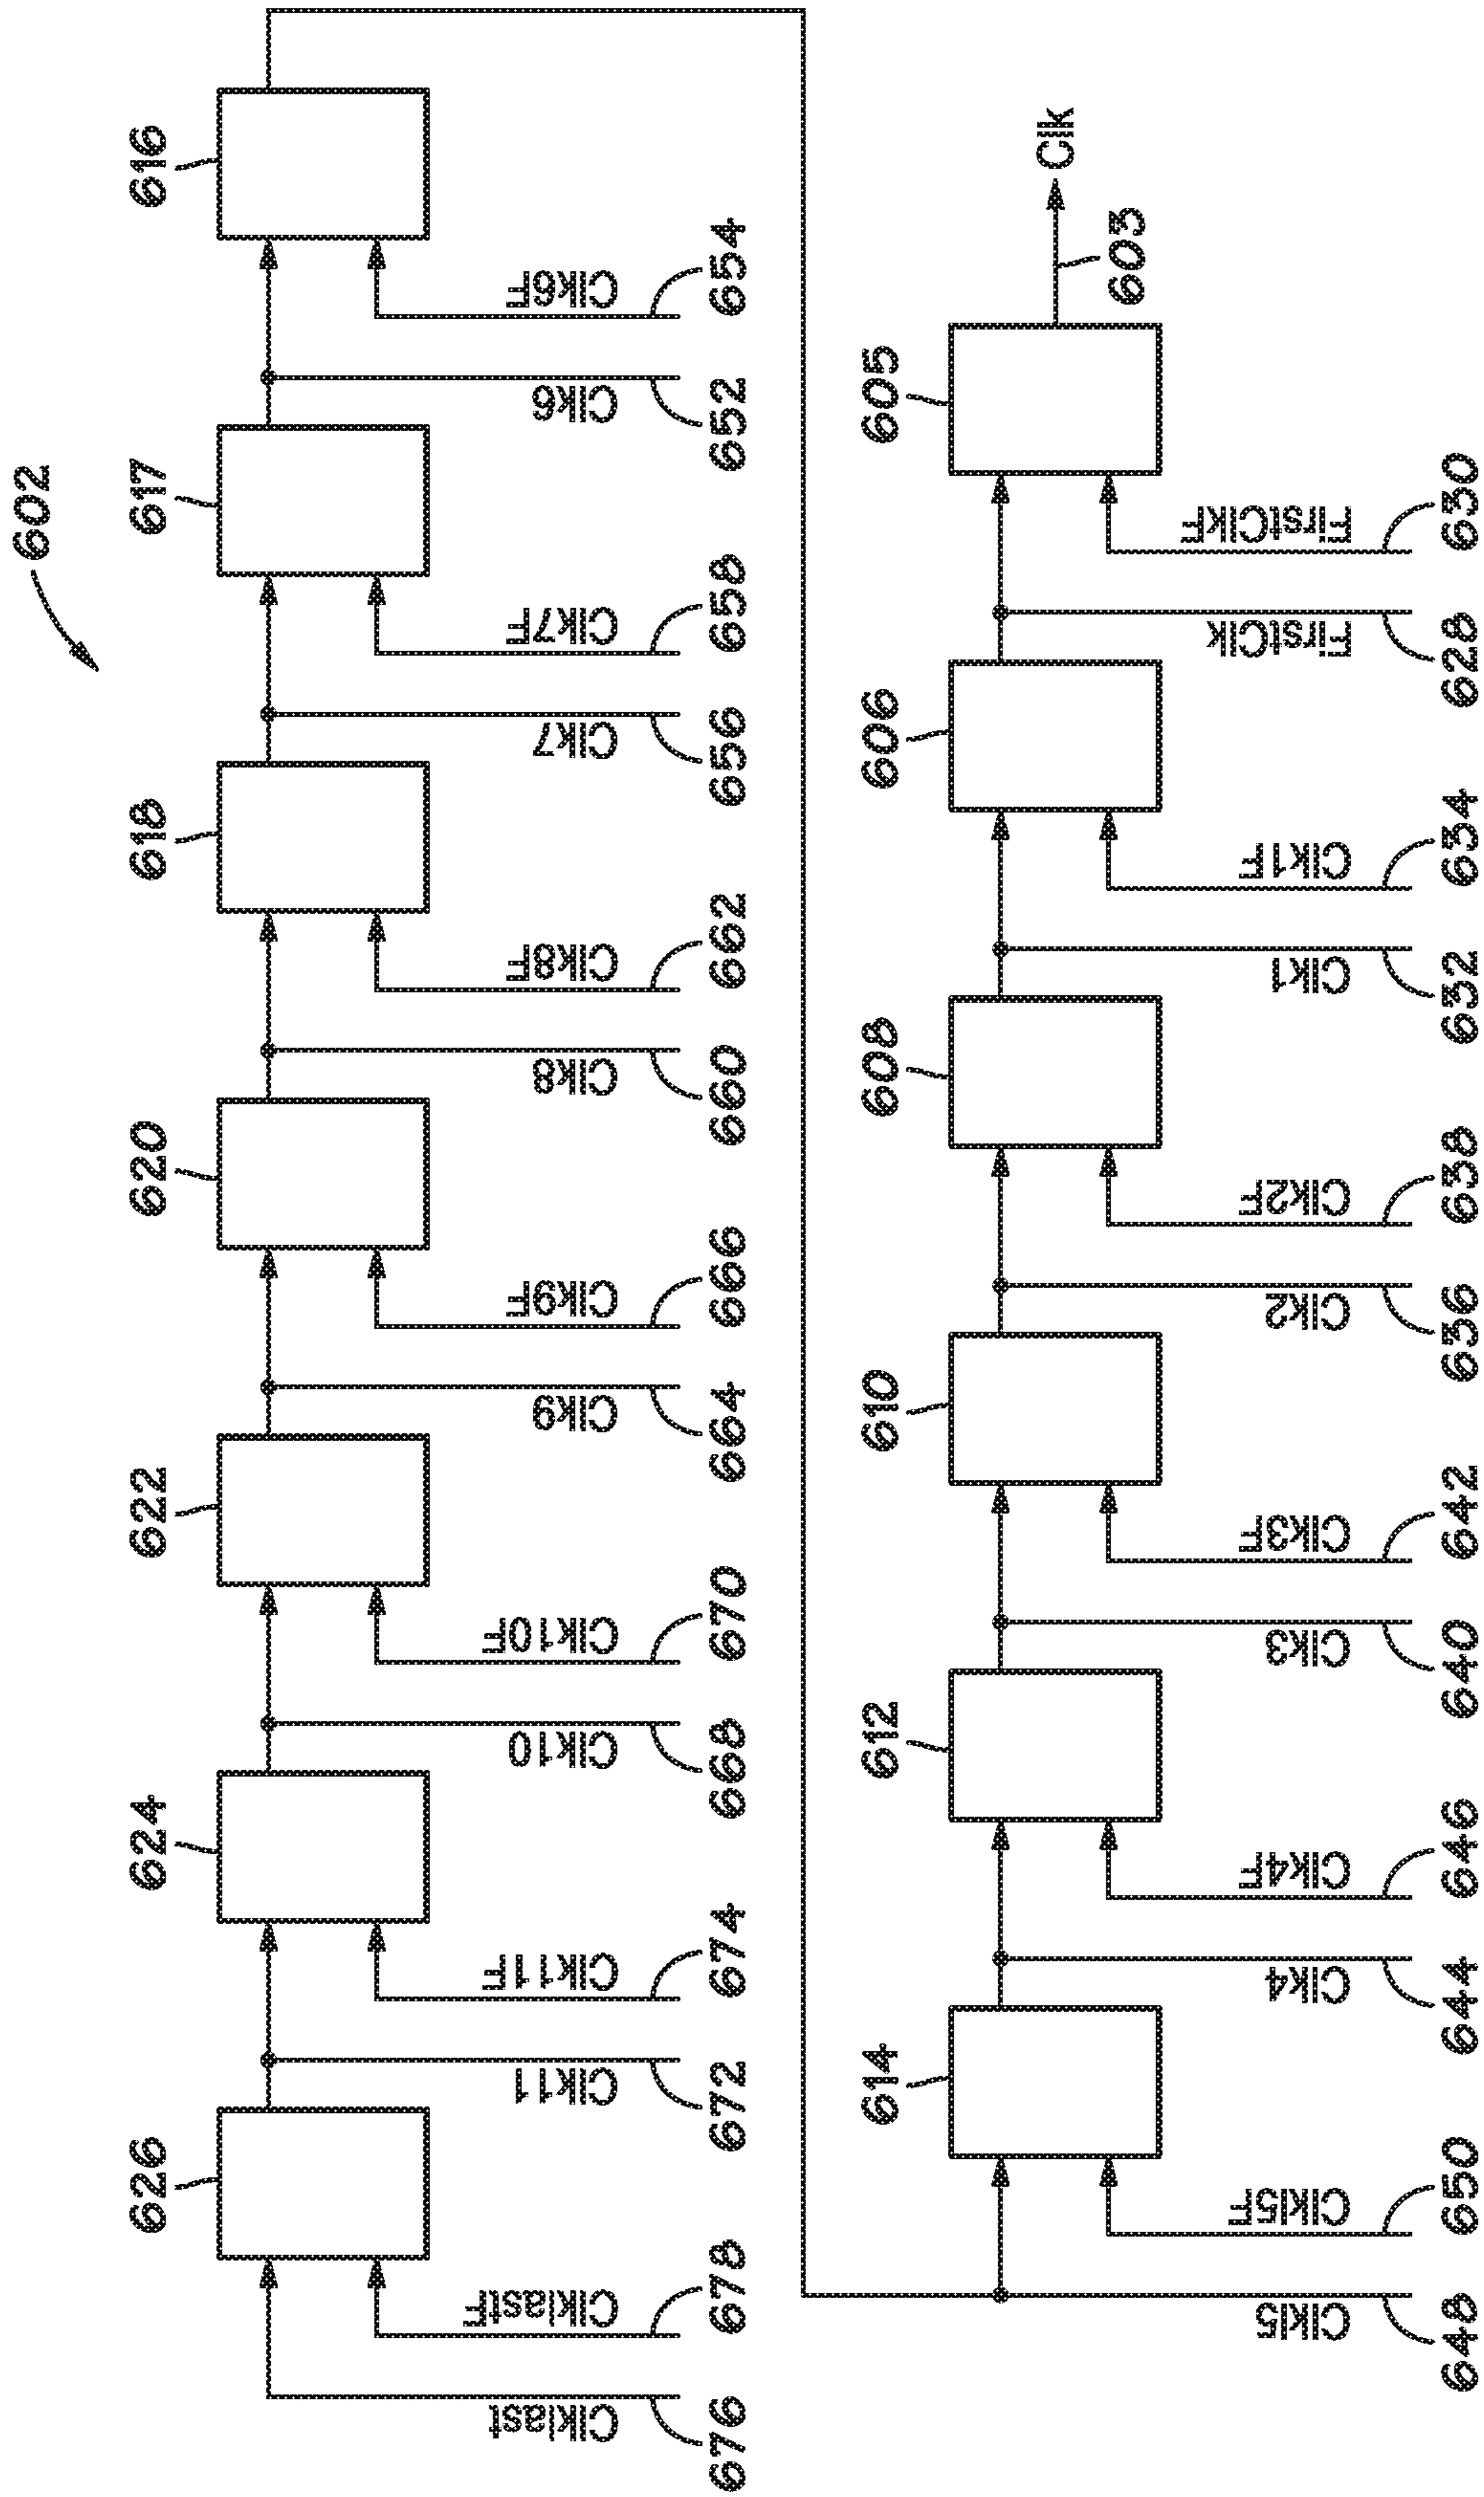 602
626 624 622 620 618 617 616
Clklast ClklastF Clk11 Clk11F Clk10 Clk10F Clk9 Clk9F Clk8 Clk8F Clk7 Clk7F Clk6 Clk6F
676 678 672 674 668 670 664 666 660 662 656 658 652 654
614 612 610 608 606 605
Clk
603
Clkl5 Clkl5F Clk4 Clk4F Clk3 Clk3F Clk2 Clk2F Clk1 Clk1F FirstClk FirstClkF
648 650 644 646 640 642 636 638 632 634 628 630